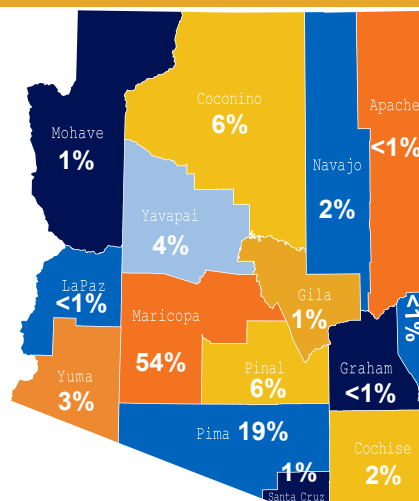 Coconino
6%
Apache
<1%
Mohave
1%
Navajo
2%
Yavapai
4%
LaPaz
<1%
Gila
1%
<1%
Maricopa
54%
Yuma
3%
Pinal
6%
Graham
<1%
Pima 19%
Cochise
2%
1%
Santa Cruz